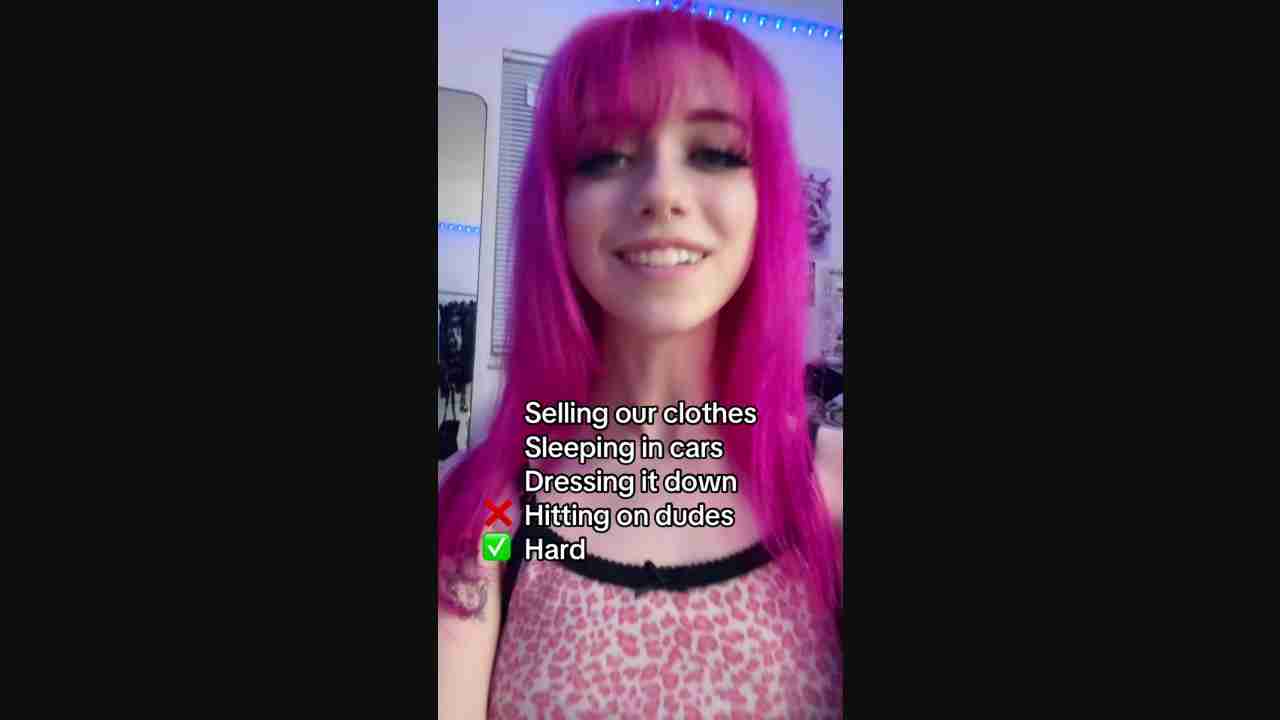 Selling our clothes
Sleeping in cars
Dressing it down
❌ Hitting on dudes
✅ Hard